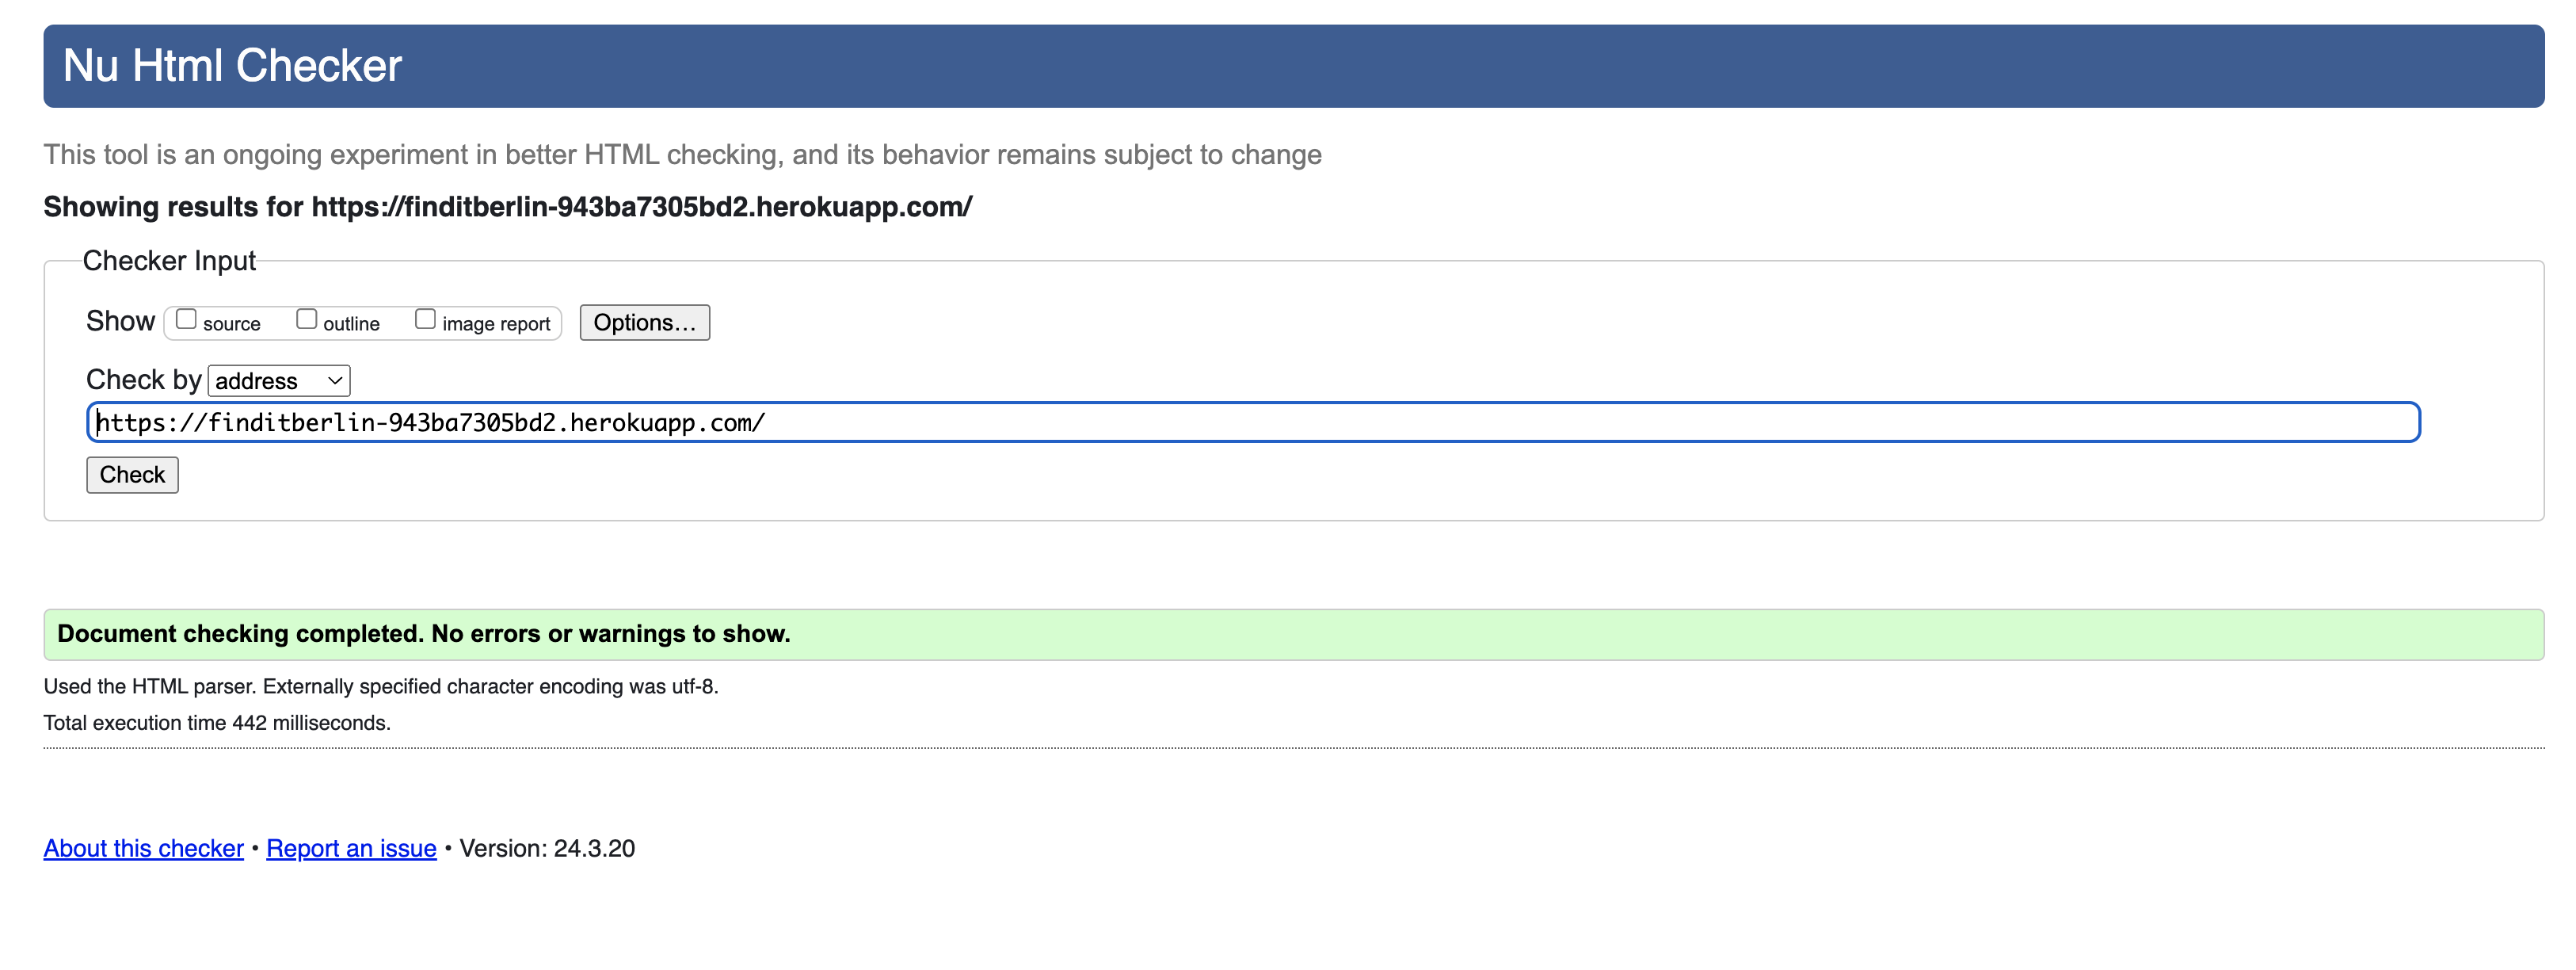 Nu Html Checker
This tool is an ongoing experiment in better HTML checking, and its behavior remains subject to change
Showing results for https://finditberlin-943ba7305bd2.herokuapp.com/
Checker Input
Show source outline image report Options...
Check by address
https://finditberlin-943ba7305bd2.herokuapp.com/
Check
Document checking completed. No errors or warnings to show.
Used the HTML parser. Externally specified character encoding was utf-8.
Total execution time 442 milliseconds.
About this checker • Report an issue • Version: 24.3.20